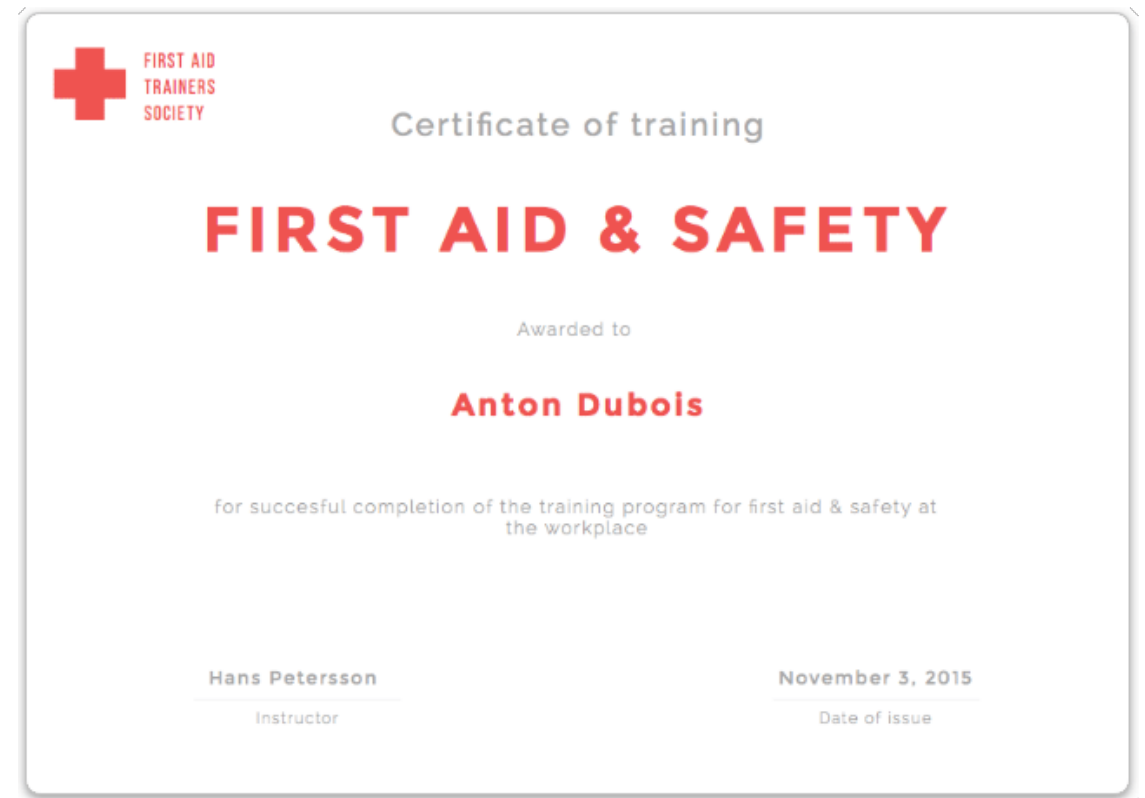 FIRST AID
TRAINERS
SOCIETY
Certificate of training
FIRST AID & SAFETY
Awarded to
Anton Dubois
for succesful completion of the training program for first aid & safety at
the workplace
Hans Petersson
Instructor
November 3, 2015
Date of issue